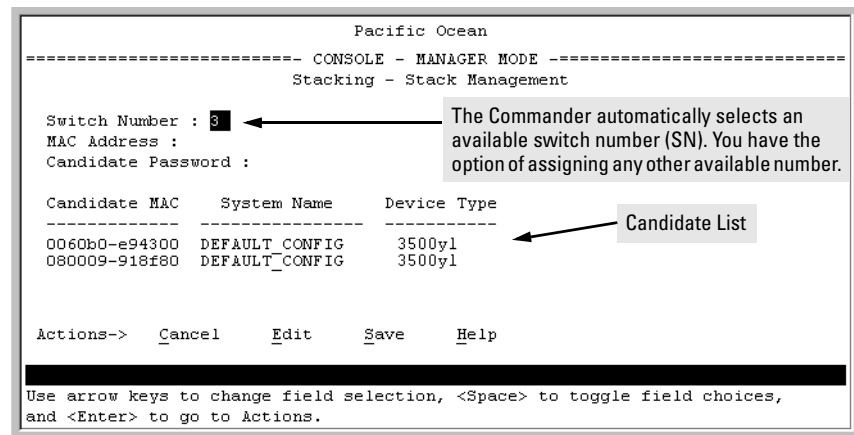 Pacific Ocean
==========================- CONSOLE - MANAGER MODE -============================
Stacking - Stack Management
Switch Number : 3
The Commander automatically selects an
available switch number (SN). You have the
option of assigning any other available number.
MAC Address :
Candidate Password :
Candidate MAC System Name Device Type
------------- ---------------- -----------
Candidate List
0060b0-e94300 DEFAULT_CONFIG 3500yl
080009-918f80 DEFAULT_CONFIG 3500yl
Actions-> Cancel Edit Save Help
Use arrow keys to change field selection, <Space> to toggle field choices,
and <Enter> to go to Actions.